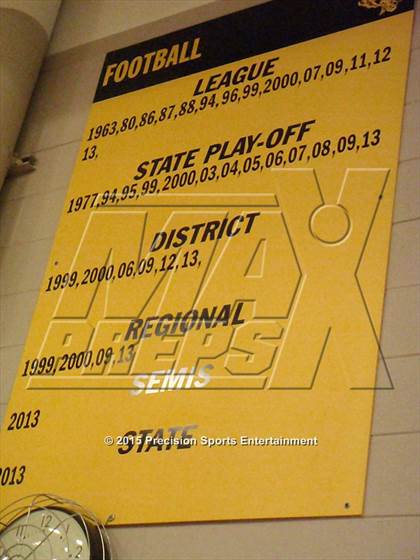 FOOTBALL
LEAGUE
1963,80,86,87,88,94,96,99,2000,07,09,11,12
13,
STATE PLAY-OFF
1977,94,95,99,2000,03,04,05,06,07,08,09,13
DISTRICT
1999,2000,06,09,12,13,
REGIONAL
1999,2000,09,13
SEMIS
2013
STATE
2013
MAX
PREPS
© 2015 Precision Sports Entertainment